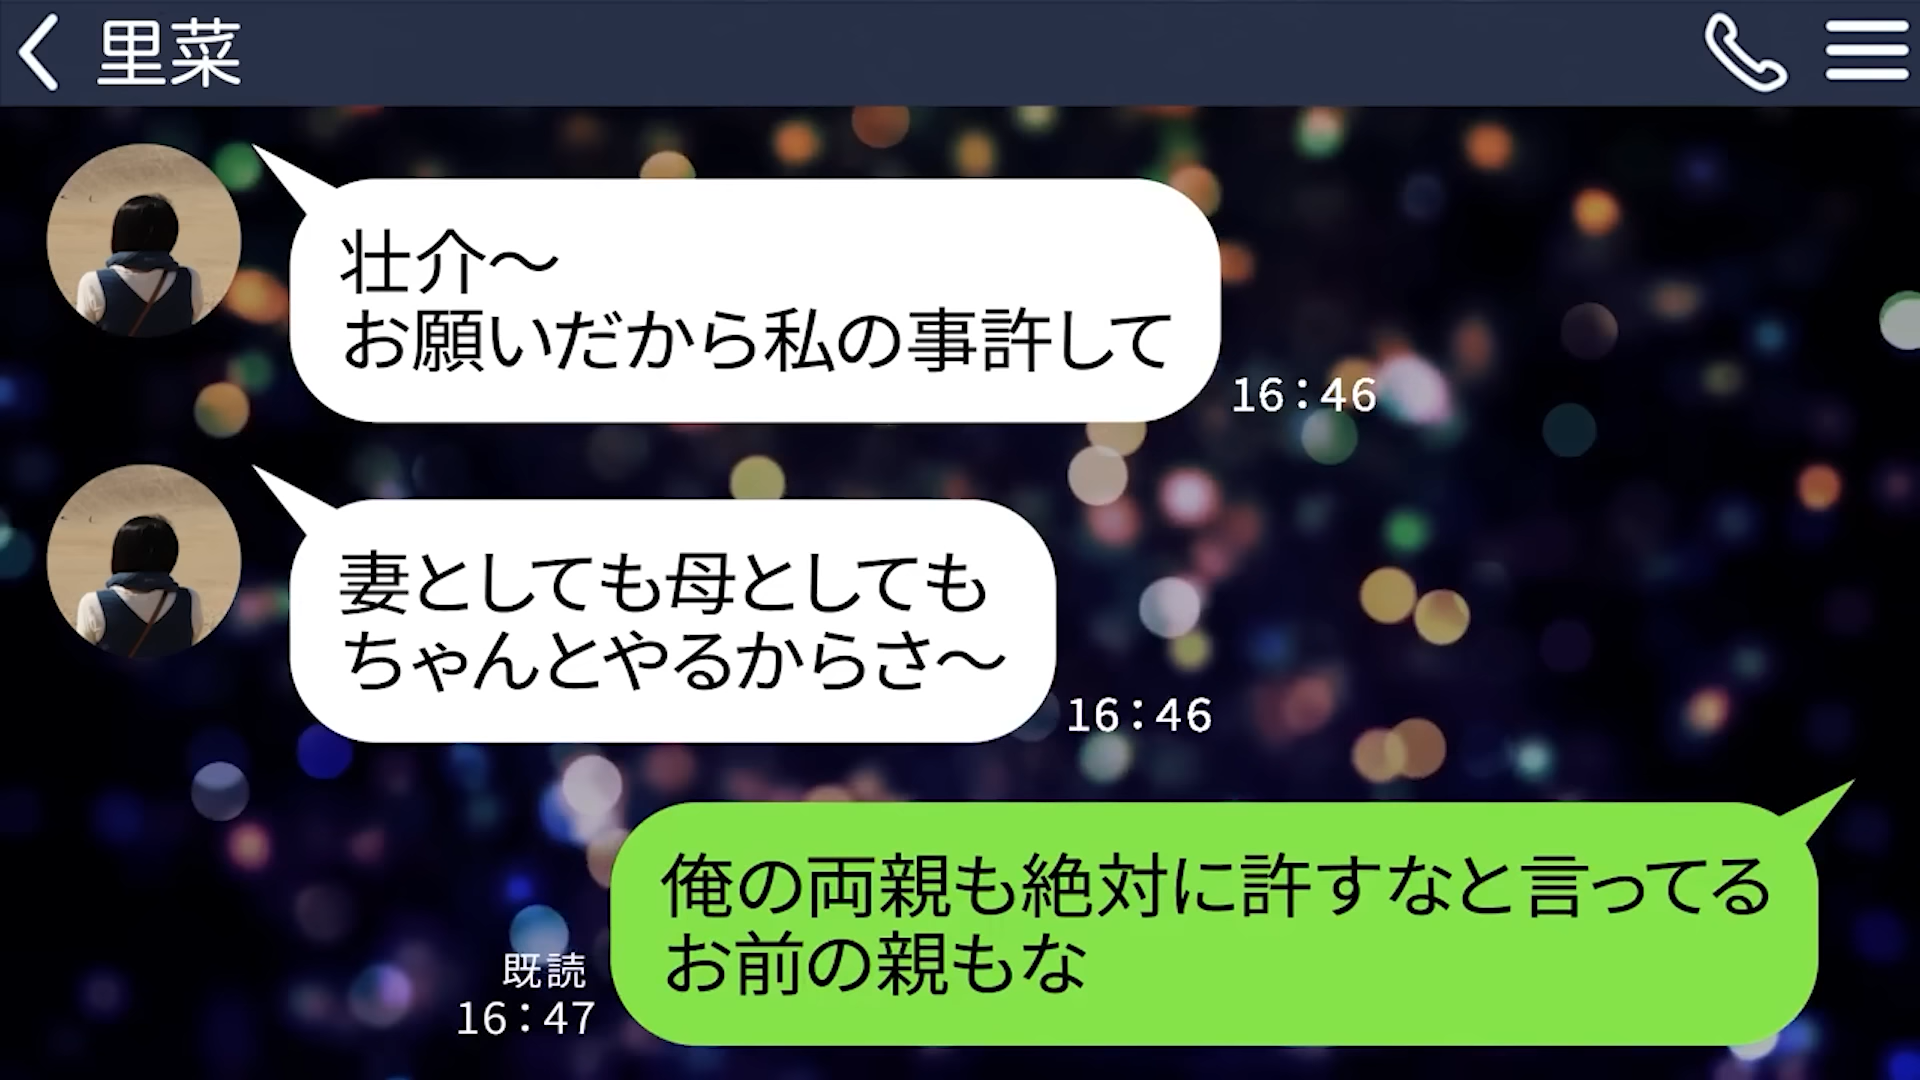 里菜
壮介〜
お願いだから私の事許して
16:46
妻としても母としても
ちゃんとやるからさ〜
16:46
俺の両親も絶対に許すなと言ってる
お前の親もな
既読
16:47